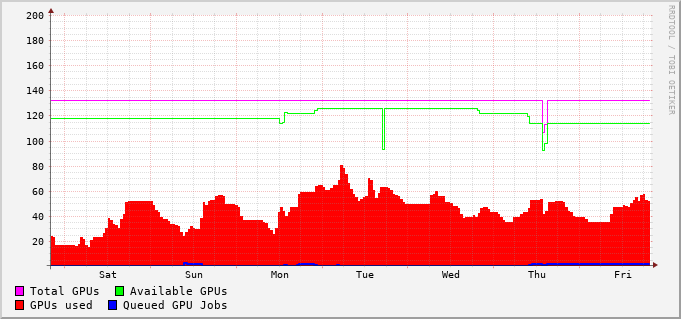 200
180
160
140
120
100
80
60
40
20
Sat Sun Mon Tue Wed Thu Fri
Total GPUs Available GPUs
GPUs used Queued GPU Jobs
RRDTOOL / TOBI OETIKER